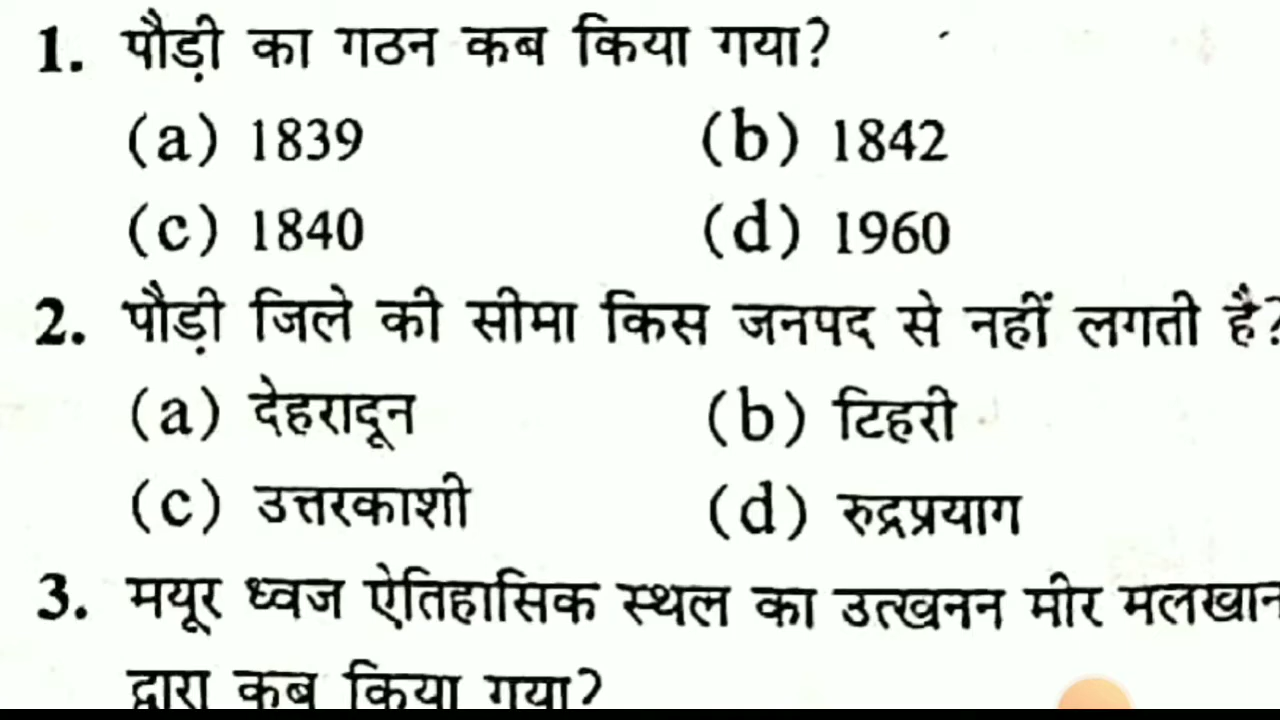 1. पौड़ी का गठन कब किया गया?
(a) 1839 (b) 1842
(c) 1840 (d) 1960
2. पौड़ी जिले की सीमा किस जनपद से नहीं लगती है?
(a) देहरादून (b) टिहरी
(c) उत्तरकाशी (d) रुद्रप्रयाग
3. मयूर ध्वज ऐतिहासिक स्थल का उत्खनन मीर मलखान
द्वारा कब किया गया?